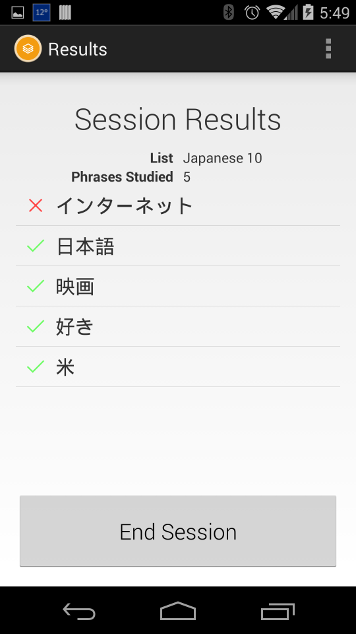 12°
5:49
Results
Session Results
List Japanese 10
Phrases Studied 5
インターネット
日本語
映画
好き
米
End Session